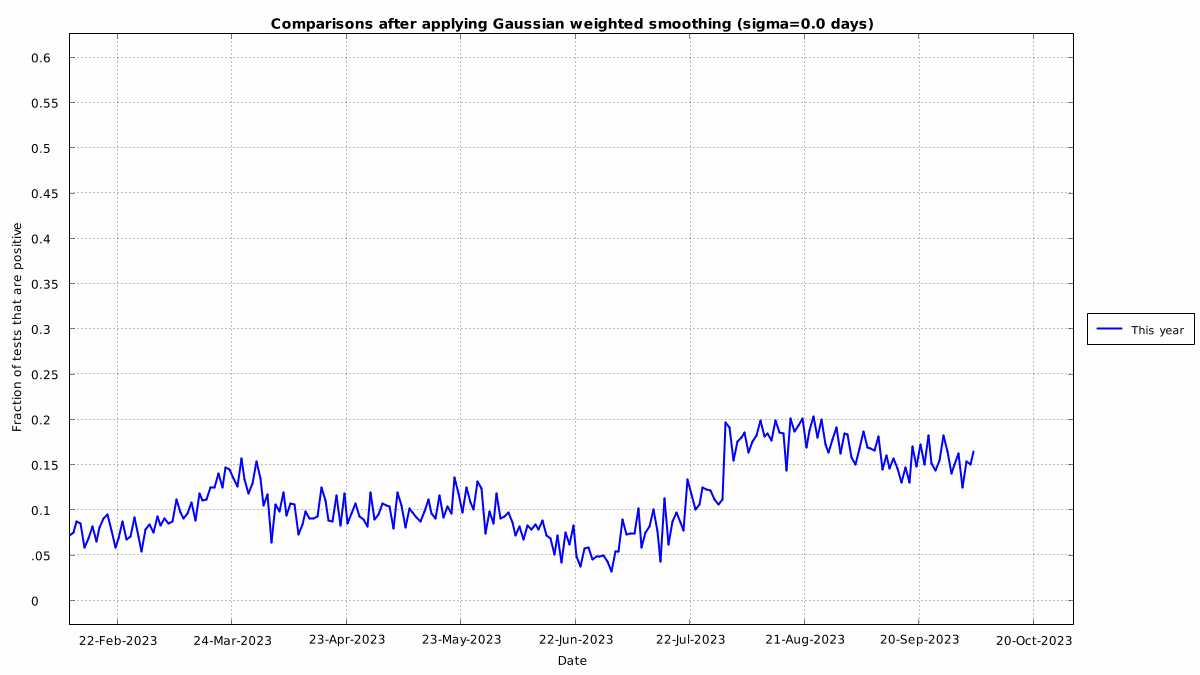 Comparisons after applying Gaussian weighted smoothing (sigma=0.0 days)
0.6
0.55
0.5
0.45
0.4
0.35
0.3
0.25
0.2
0.15
0.1
.05
0
Fraction of tests that are positive
22-Feb-2023
24-Mar-2023
23-Apr-2023
23-May-2023
22-Jun-2023
22-Jul-2023
21-Aug-2023
20-Sep-2023
20-Oct-2023
Date
This year